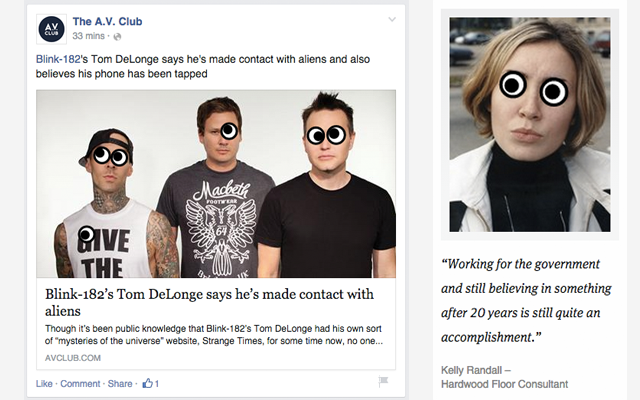 A.V. CLUB
The A.V. Club
33 mins ·
Blink-182's Tom DeLonge says he's made contact with aliens and also
believes his phone has been tapped
Macbeth
FOOTWEAR
64
GIVE
THE
Blink-182's Tom DeLonge says he's made contact with
aliens
Though it's been public knowledge that Blink-182's Tom DeLonge had his own sort
of "mysteries of the universe" website, Strange Times, for some time now, no one...
AVCLUB.COM
Like · Comment · Share · 1
“Working for the government
and still believing in something
after 20 years is still quite an
accomplishment.”
Kelly Randall –
Hardwood Floor Consultant